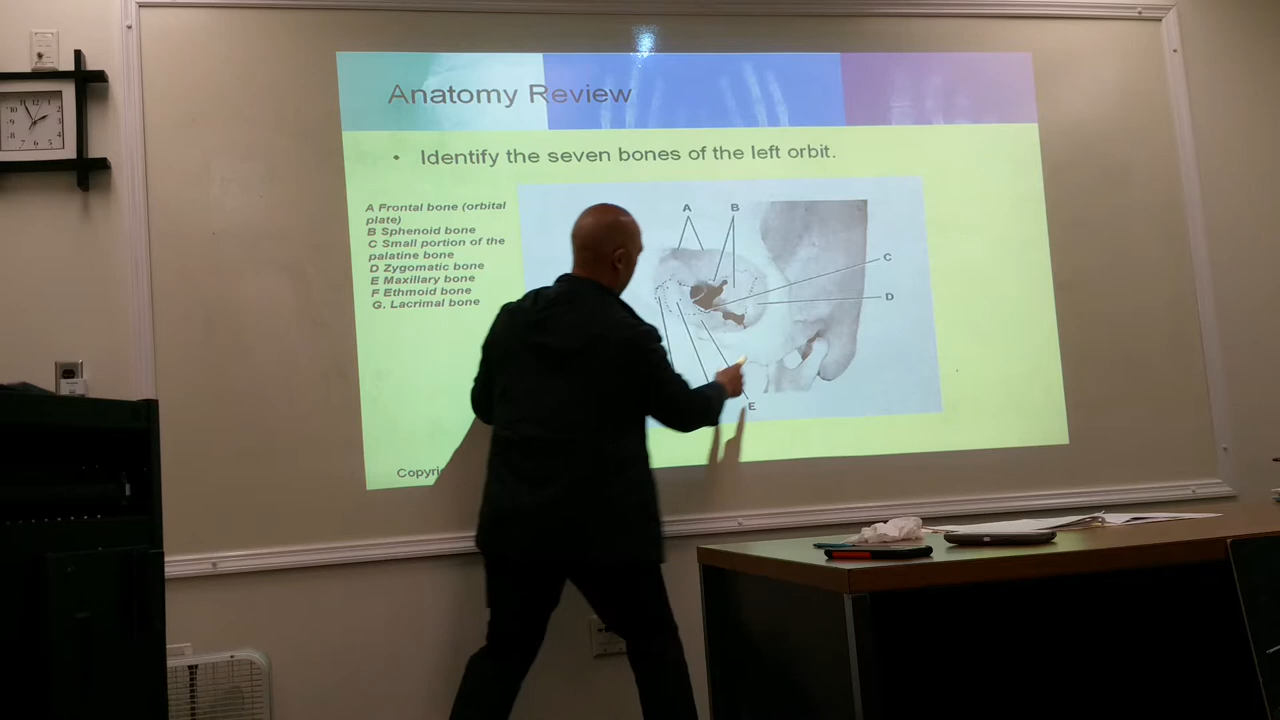 Anatomy Review
• Identify the seven bones of the left orbit.
A Frontal bone (orbital
plate)
B Sphenoid bone
C Small portion of the
palatine bone
D Zygomatic bone
E Maxillary bone
F Ethmoid bone
G. Lacrimal bone
A
B
C
D
E